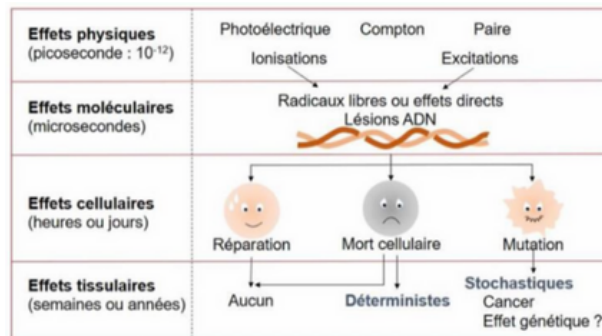 Effets physiques
(picoseconde : 10⁻¹²)
Photoélectrique Compton Paire
Ionisations Excitations
Effets moléculaires
(microsecondes)
Radicaux libres ou effets directs
Lésions ADN
Effets cellulaires
(heures ou jours)
Réparation Mort cellulaire Mutation
Effets tissulaires
(semaines ou années)
Aucun Déterministes Stochastiques
Cancer
Effet génétique ?